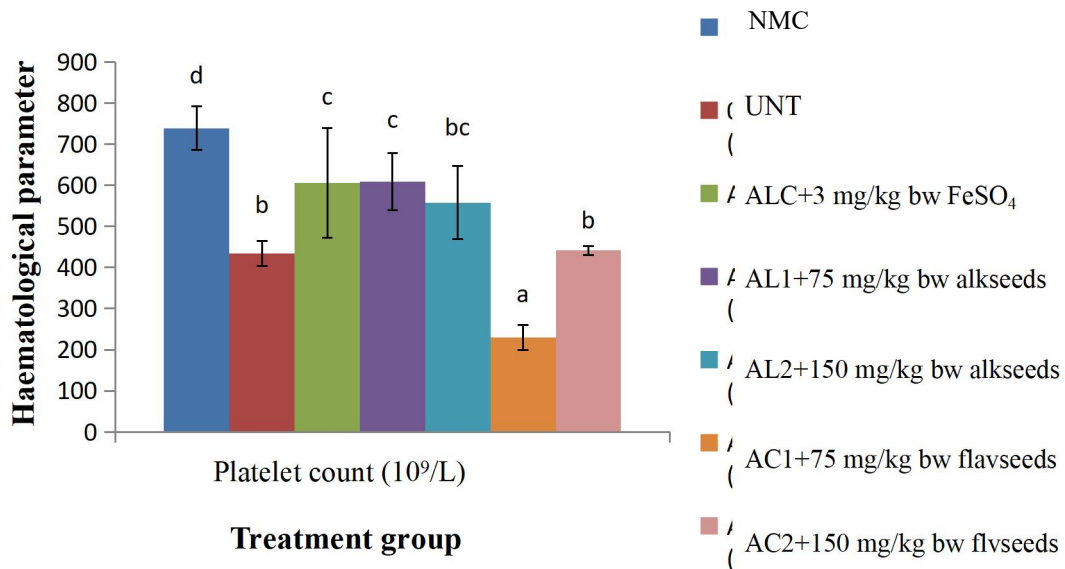 Haematological parameter
900
800
700
600
500
400
300
200
100
0
d
b
c
c
bc
a
b
Platelet count (10⁹/L)
Treatment group
NMC
UNT
ALC+3 mg/kg bw FeSO₄
AL1+75 mg/kg bw alkseeds
AL2+150 mg/kg bw alkseeds
AC1+75 mg/kg bw flavseeds
AC2+150 mg/kg bw flvseeds